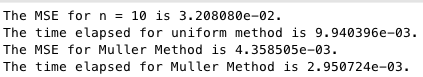 The MSE for n = 10 is 3.208080e-02.
The time elapsed for uniform method is 9.940396e-03.
The MSE for Muller Method is 4.358505e-03.
The time elapsed for Muller Method is 2.950724e-03.